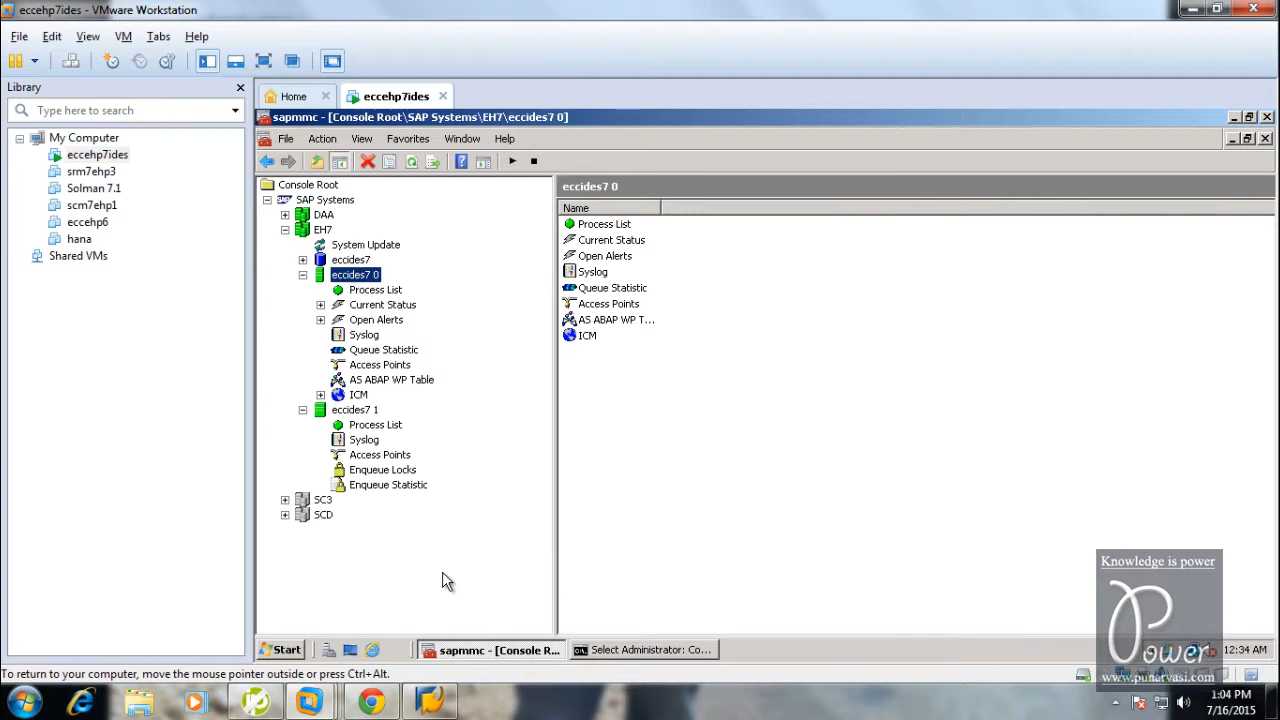 eccehp7ides - VMware Workstation
File Edit View VM Tabs Help
Library
Type here to search
My Computer
eccehp7ides
srm7ehp3
Solman 7.1
scm7ehp1
eccehp6
hana
Shared VMs
Home
eccehp7ides
sapmmc - [Console Root\SAP Systems\EH7\eccides7 0]
File Action View Favorites Window Help
Console Root
SAP Systems
DAA
EH7
System Update
eccides7
eccides7 0
Process List
Current Status
Open Alerts
Syslog
Queue Statistic
Access Points
AS ABAP WP Table
ICM
eccides7 1
Process List
Syslog
Access Points
Enqueue Locks
Enqueue Statistic
SC3
SCD
eccides7 0
Name
Process List
Current Status
Open Alerts
Syslog
Queue Statistic
Access Points
AS ABAP WP T...
ICM
Knowledge is power
Power
www.punarvasi.com
Start
sapmmc - [Console R...
Select Administrator: Co...
12:34 AM
To return to your computer, move the mouse pointer outside or press Ctrl+Alt.
1:04 PM
7/16/2015